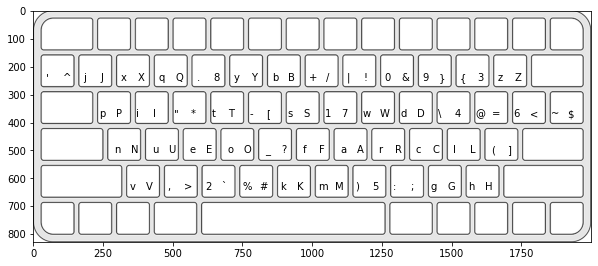 ' ^ j J x X q Q . 8 y Y b B + / | ! 0 & 9 } { 3 z Z
p P i I " * t T - [ s S 1 7 w W d D \ 4 @ = 6 < ~ $
n N u U e E o O _ ? f F a A r R c C l L ( ]
v V , > 2 ` % # k K m M ) 5 : ; g G h H
0
100
200
300
400
500
600
700
800
0 250 500 750 1000 1250 1500 1750